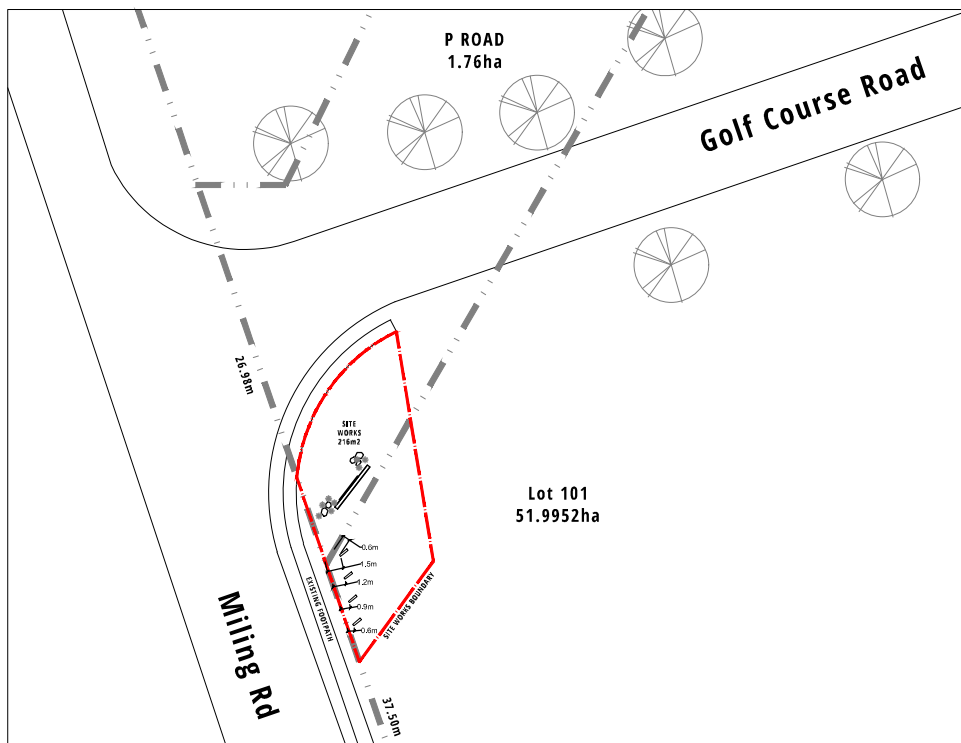 P ROAD
1.76ha
Golf Course Road
26.98m
SITE
WORKS
216m2
Lot 101
51.9952ha
0.6m
1.5m
1.2m
0.9m
0.6m
EXISTING FOOTPATH
SITE WORKS BOUNDARY
Miling Rd
37.50m